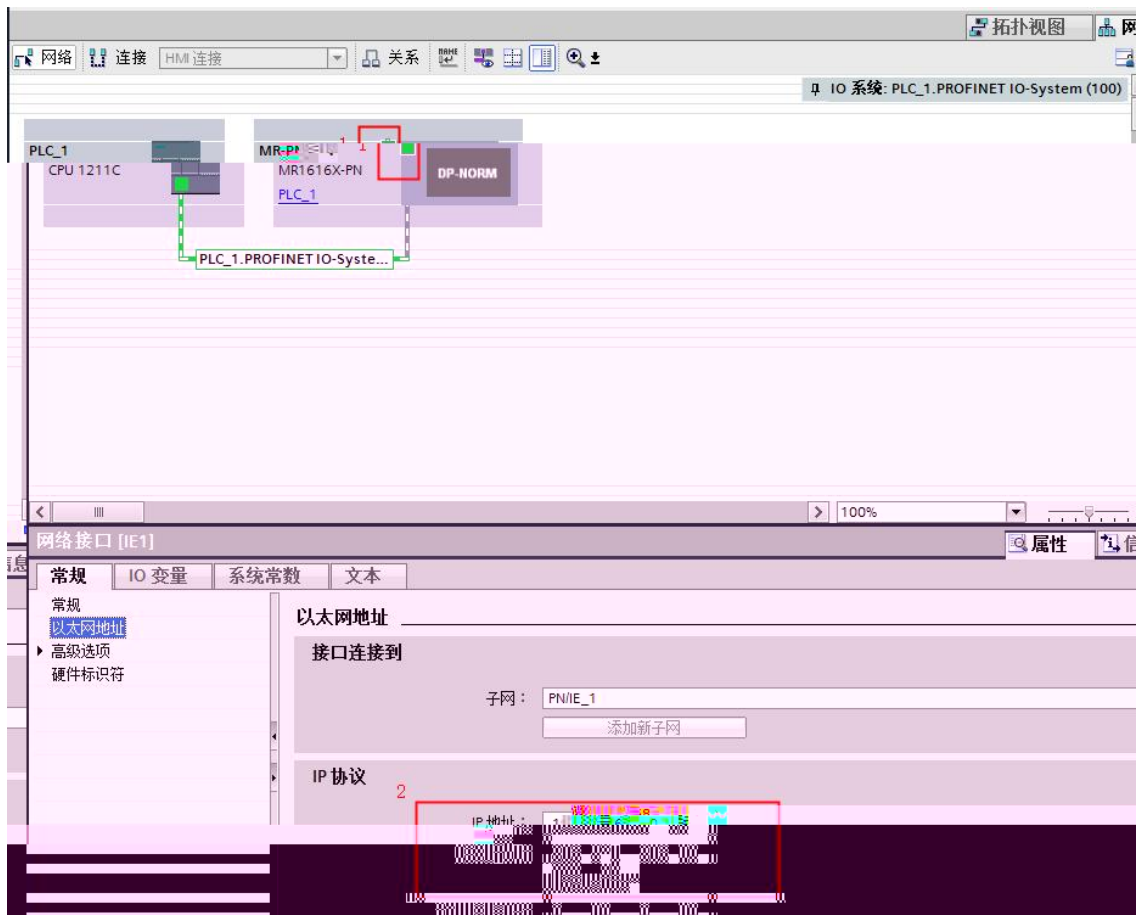 拓扑视图
网络 连接 HMI 连接 关系
IO 系统: PLC_1.PROFINET IO-System (100)
PLC_1
CPU 1211C
MR1616X-PN
DP-NORM
PLC_1
1
PLC_1.PROFINET IO-Syste...
100%
网络接口 [IE1]
属性
常规 IO 变量 系统常数 文本
常规
以太网地址
高级选项
硬件标识符
以太网地址
接口连接到
子网： PN/IE_1
添加新子网
IP 协议
2
IP 地址：